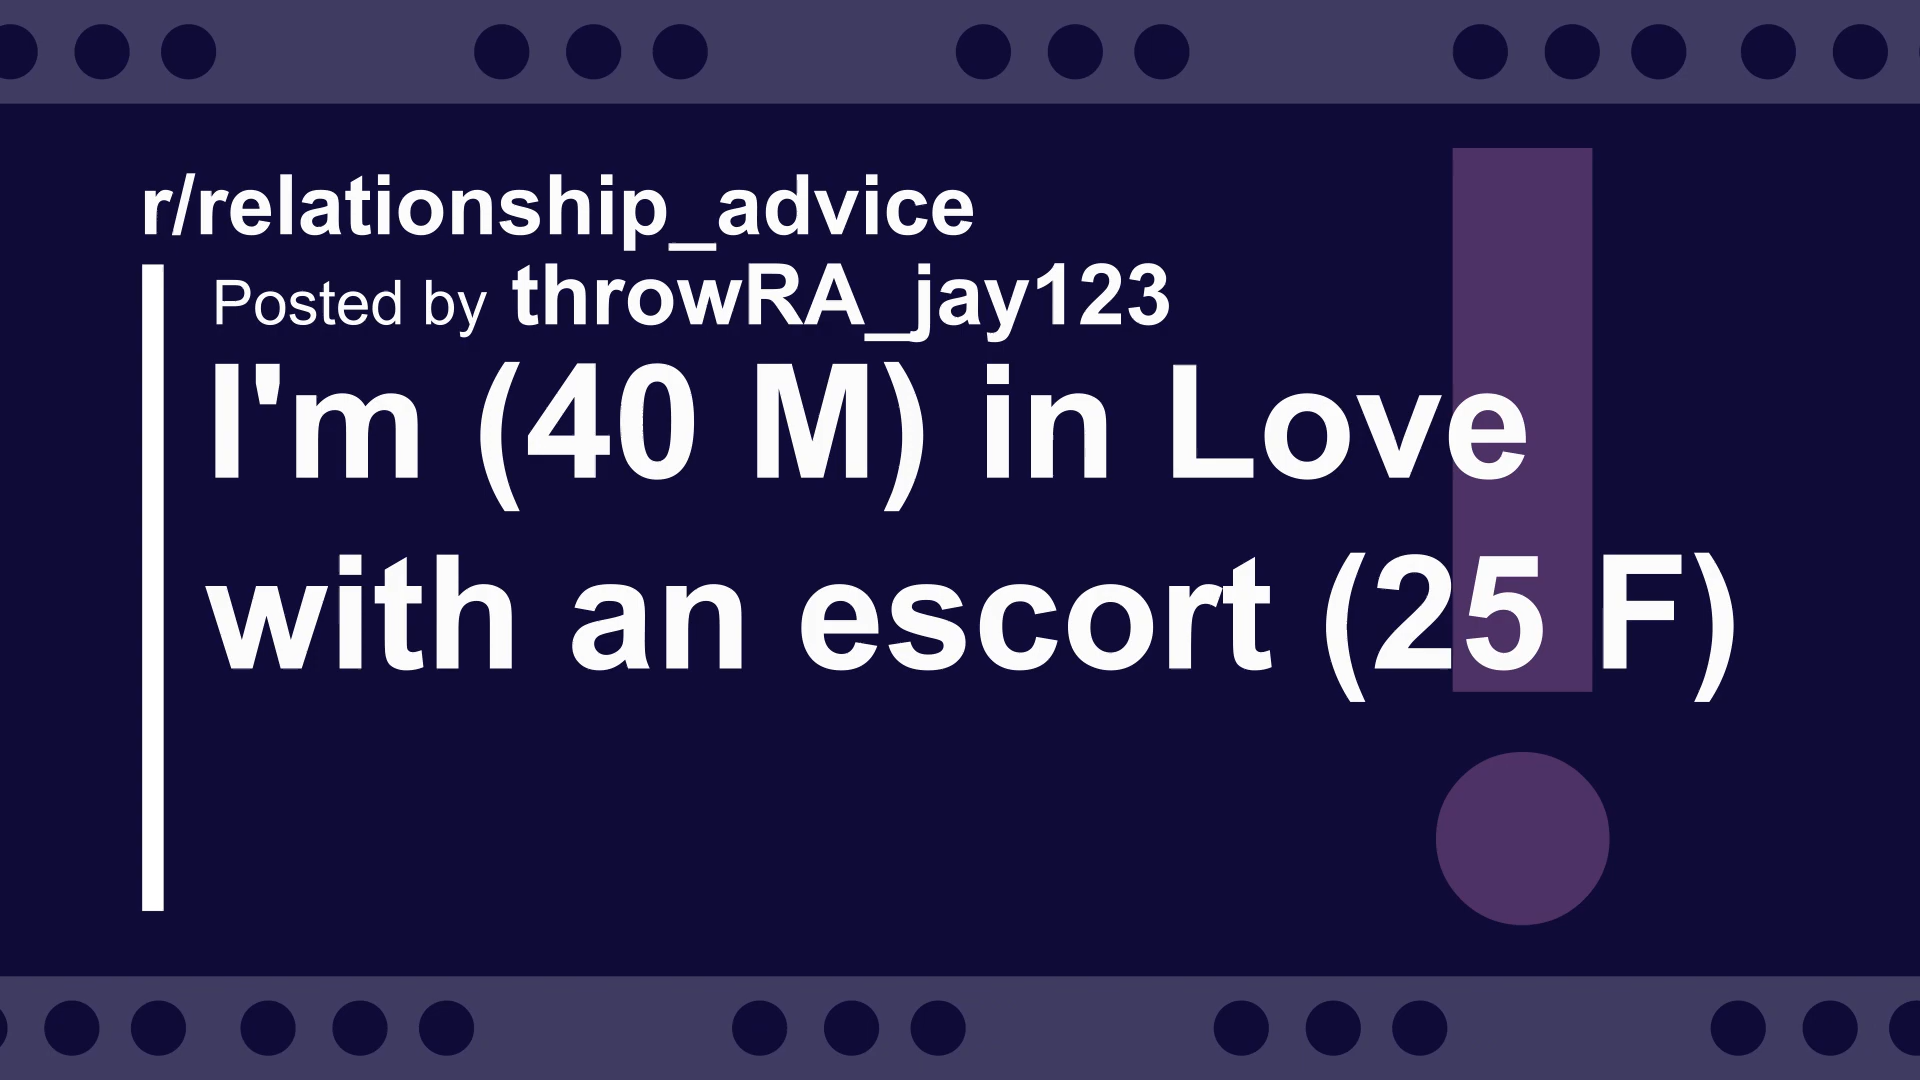 r/relationship_advice
Posted by throwRA_jay123
I'm (40 M) in Love
with an escort (25 F)